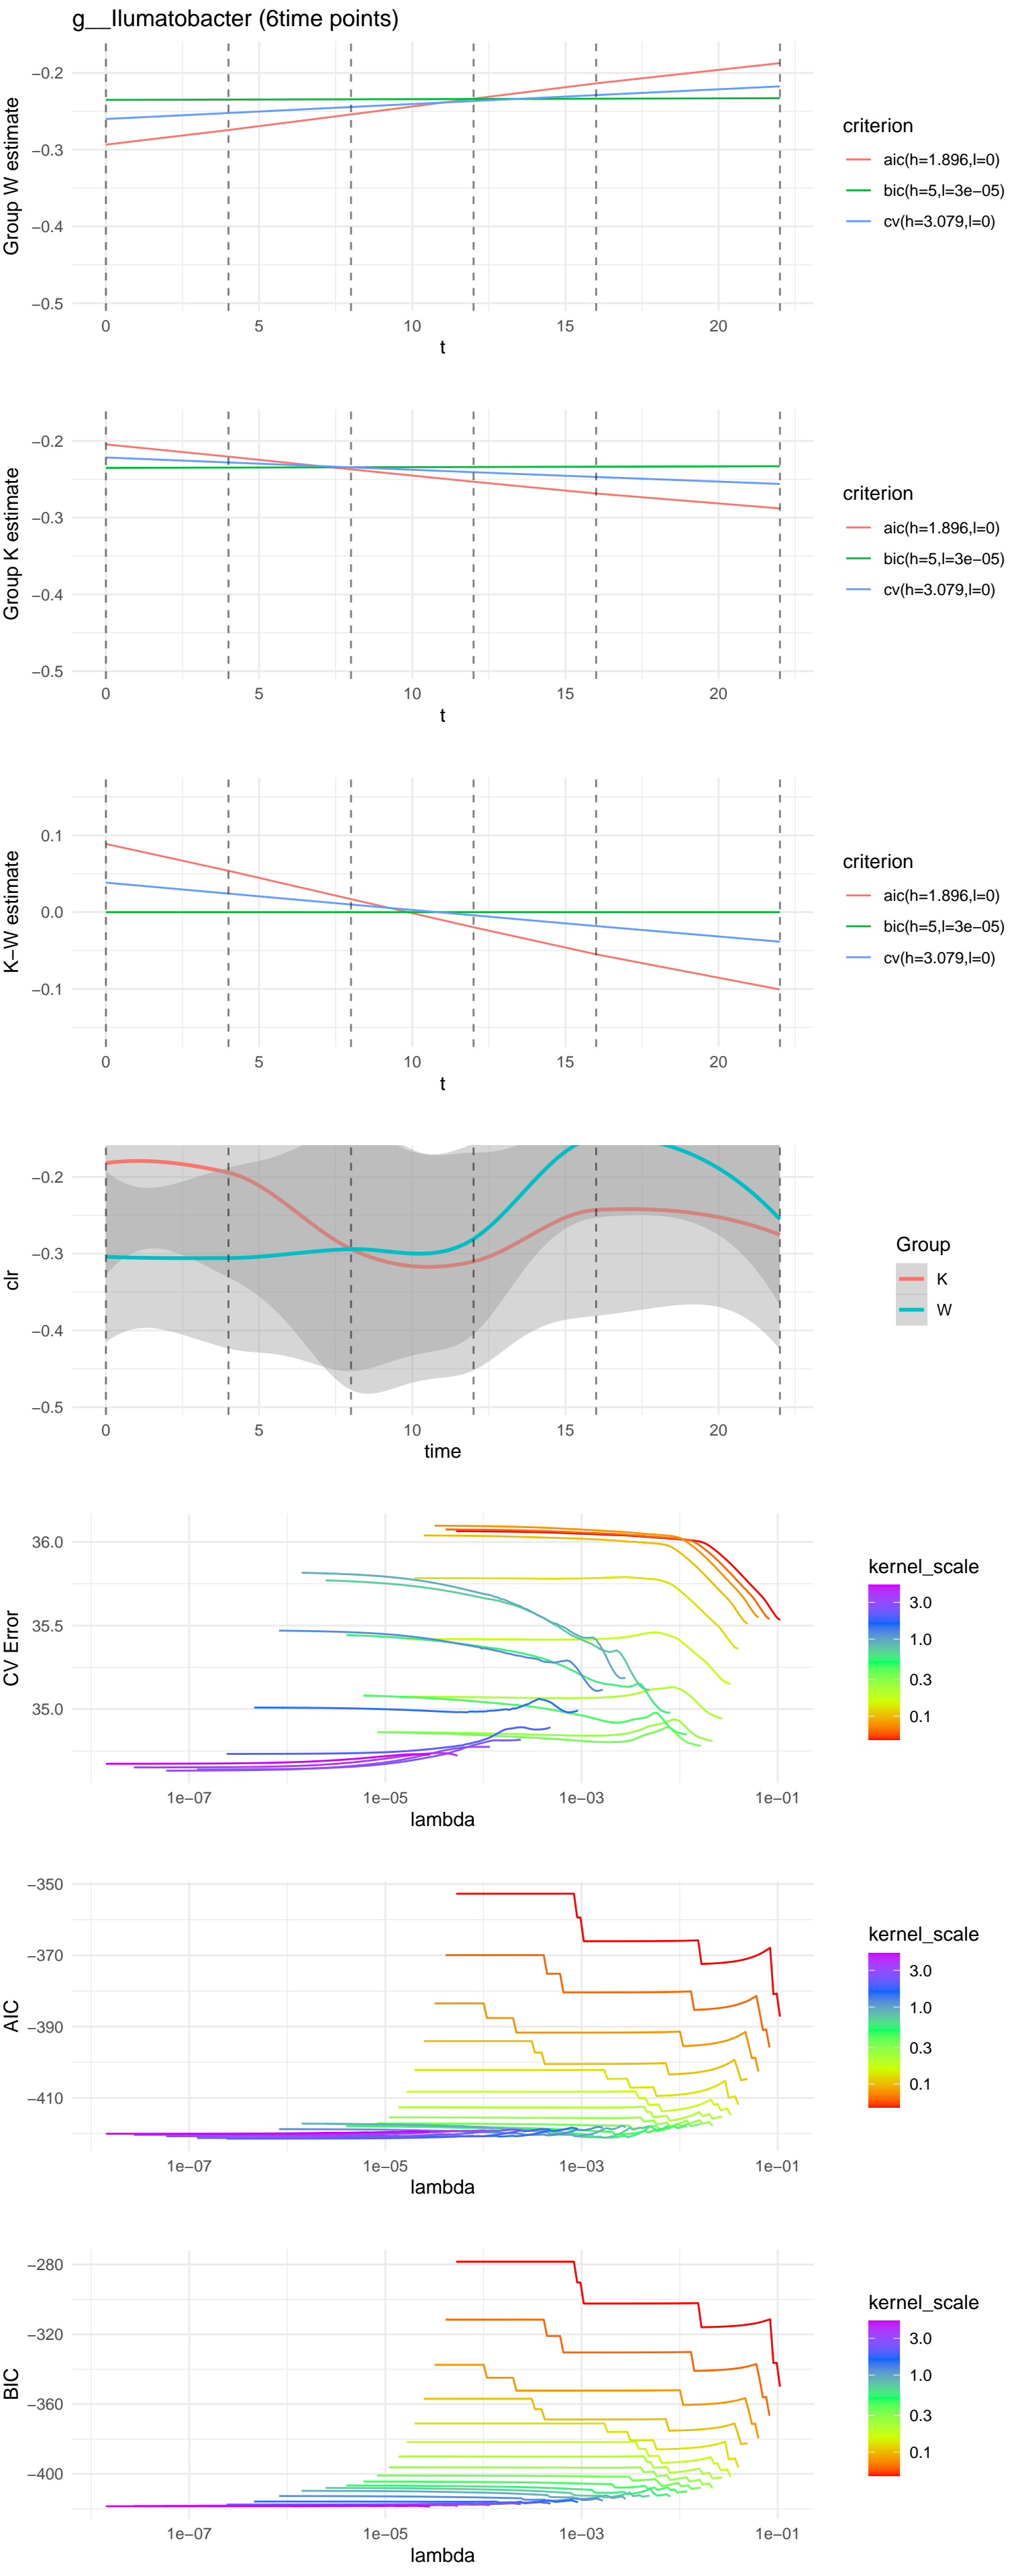 g__Ilumatobacter (6time points)
Group W estimate
−0.2
−0.3
−0.4
−0.5
0 5 10 15 20
t
criterion
aic(h=1.896,l=0)
bic(h=5,l=3e−05)
cv(h=3.079,l=0)
Group K estimate
−0.2
−0.3
−0.4
−0.5
0 5 10 15 20
t
criterion
aic(h=1.896,l=0)
bic(h=5,l=3e−05)
cv(h=3.079,l=0)
K−W estimate
0.1
0.0
−0.1
0 5 10 15 20
t
criterion
aic(h=1.896,l=0)
bic(h=5,l=3e−05)
cv(h=3.079,l=0)
clr
−0.2
−0.3
−0.4
−0.5
0 5 10 15 20
time
Group
K
W
CV Error
36.0
35.5
35.0
1e−07 1e−05 1e−03 1e−01
lambda
kernel_scale
3.0
1.0
0.3
0.1
AIC
−350
−370
−390
−410
1e−07 1e−05 1e−03 1e−01
lambda
kernel_scale
3.0
1.0
0.3
0.1
BIC
−280
−320
−360
−400
1e−07 1e−05 1e−03 1e−01
lambda
kernel_scale
3.0
1.0
0.3
0.1